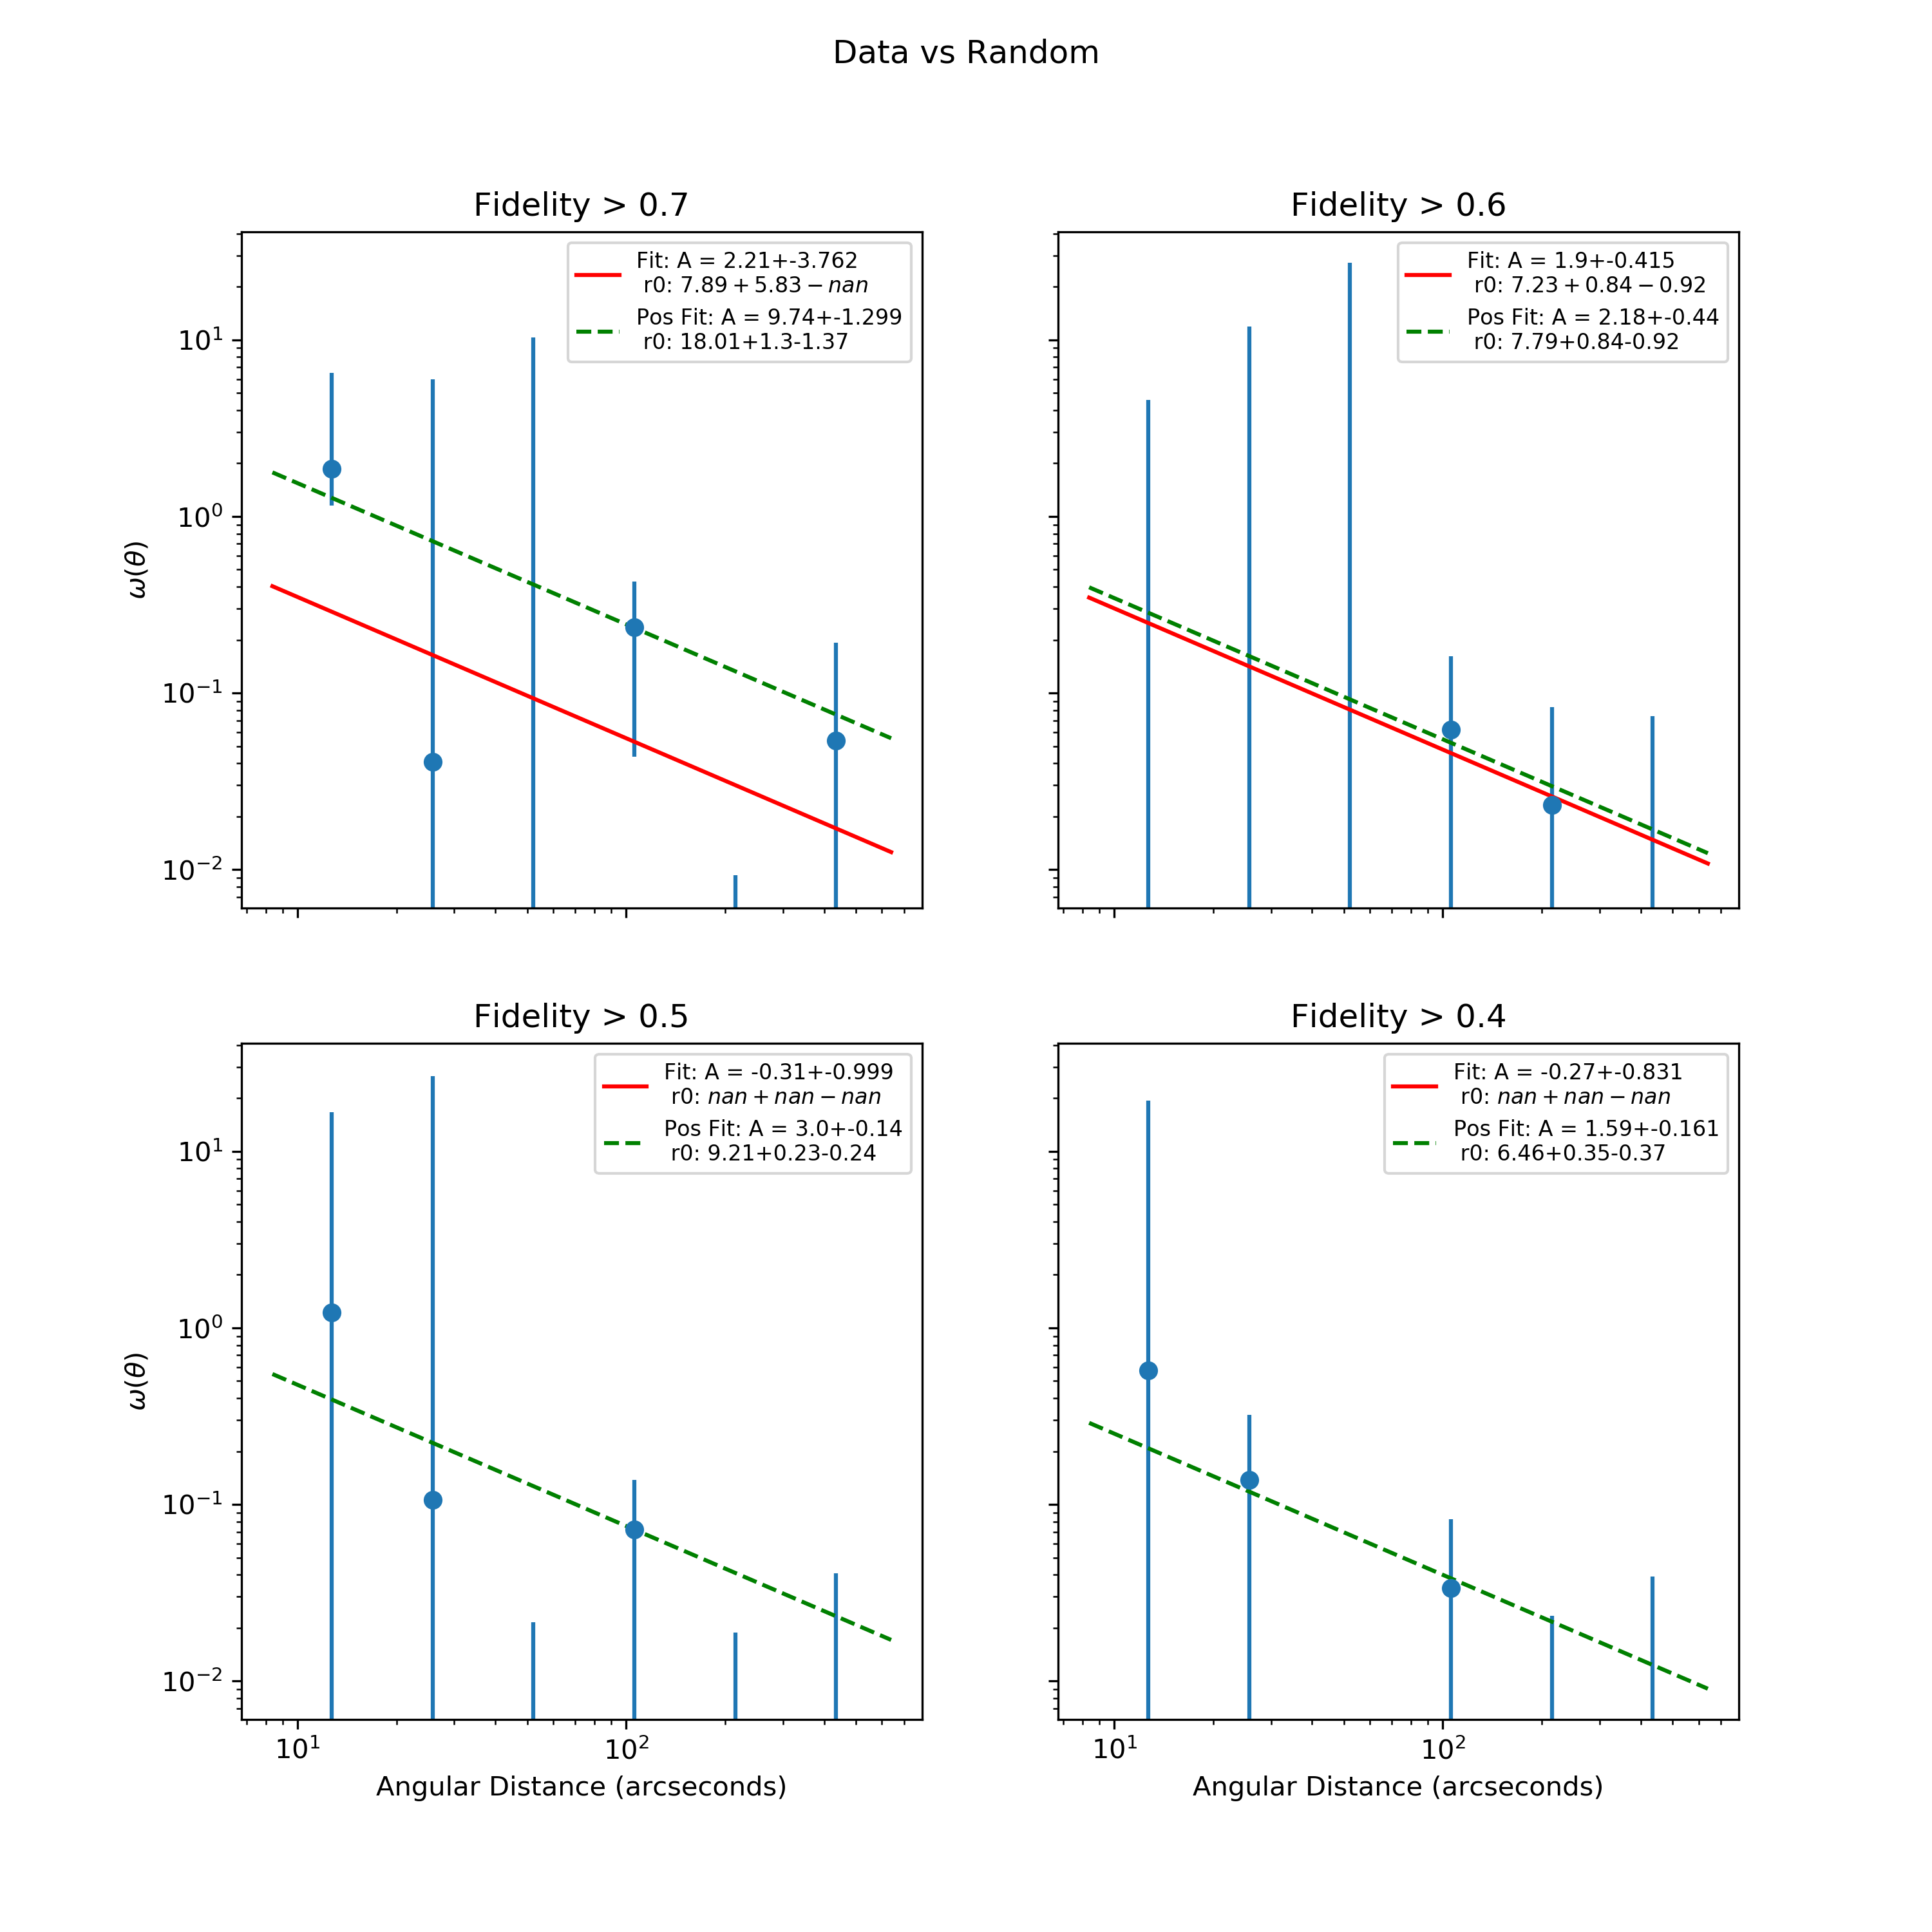 Data vs Random
Fidelity > 0.7
Fit: A = 2.21+-3.762
r0: 7.89 + 5.83 − nan
Pos Fit: A = 9.74+-1.299
r0: 18.01+1.3-1.37
10¹
10⁰
10⁻¹
10⁻²
ω(θ)
Fidelity > 0.6
Fit: A = 1.9+-0.415
r0: 7.23 + 0.84 − 0.92
Pos Fit: A = 2.18+-0.44
r0: 7.79+0.84-0.92
Fidelity > 0.5
Fit: A = -0.31+-0.999
r0: nan + nan − nan
Pos Fit: A = 3.0+-0.14
r0: 9.21+0.23-0.24
10¹
10⁰
10⁻¹
10⁻²
ω(θ)
10¹ 10²
Angular Distance (arcseconds)
Fidelity > 0.4
Fit: A = -0.27+-0.831
r0: nan + nan − nan
Pos Fit: A = 1.59+-0.161
r0: 6.46+0.35-0.37
10¹ 10²
Angular Distance (arcseconds)